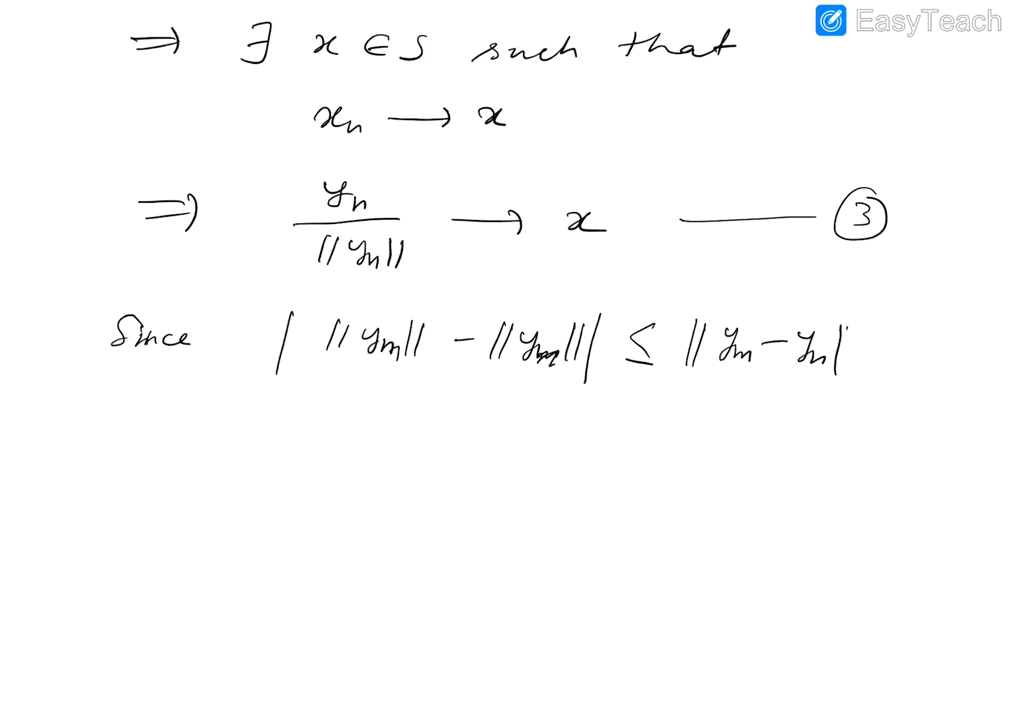 EasyTeach
⇒ ∃ x ∈ S such that
xₙ → x
⇒ yₙ / ||yₙ|| → x —— ③
Since | ||yₘ|| - ||yₙ|| | ≤ ||yₘ - yₙ|